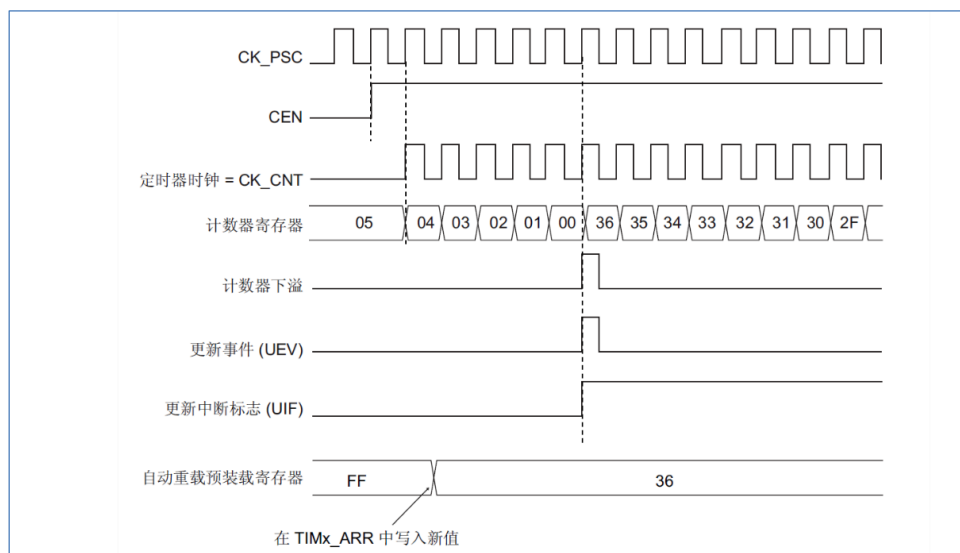 CK_PSC
CEN
定时器时钟 = CK_CNT
计数器寄存器 05 04 03 02 01 00 36 35 34 33 32 31 30 2F
计数器下溢
更新事件 (UEV)
更新中断标志 (UIF)
自动重载预装载寄存器 FF 36
在 TIMx_ARR 中写入新值